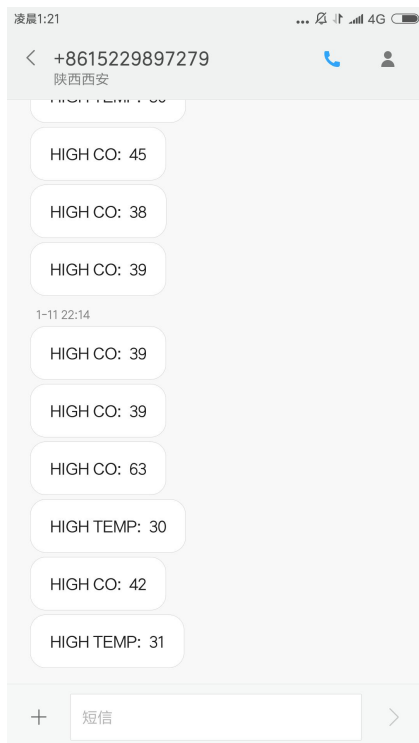 凌晨1:21
... 4G
+8615229897279
陕西西安
HIGH CO: 45
HIGH CO: 38
HIGH CO: 39
1-11 22:14
HIGH CO: 39
HIGH CO: 39
HIGH CO: 63
HIGH TEMP: 30
HIGH CO: 42
HIGH TEMP: 31
短信